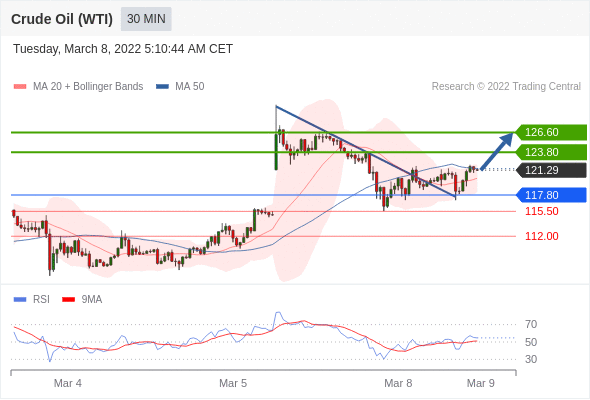 Crude Oil (WTI) 30 MIN
Tuesday, March 8, 2022 5:10:44 AM CET
MA 20 + Bollinger Bands MA 50 Research © 2022 Trading Central
126.60
123.80
121.29
117.80
115.50
112.00
RSI 9MA
70
50
30
Mar 4 Mar 5 Mar 8 Mar 9